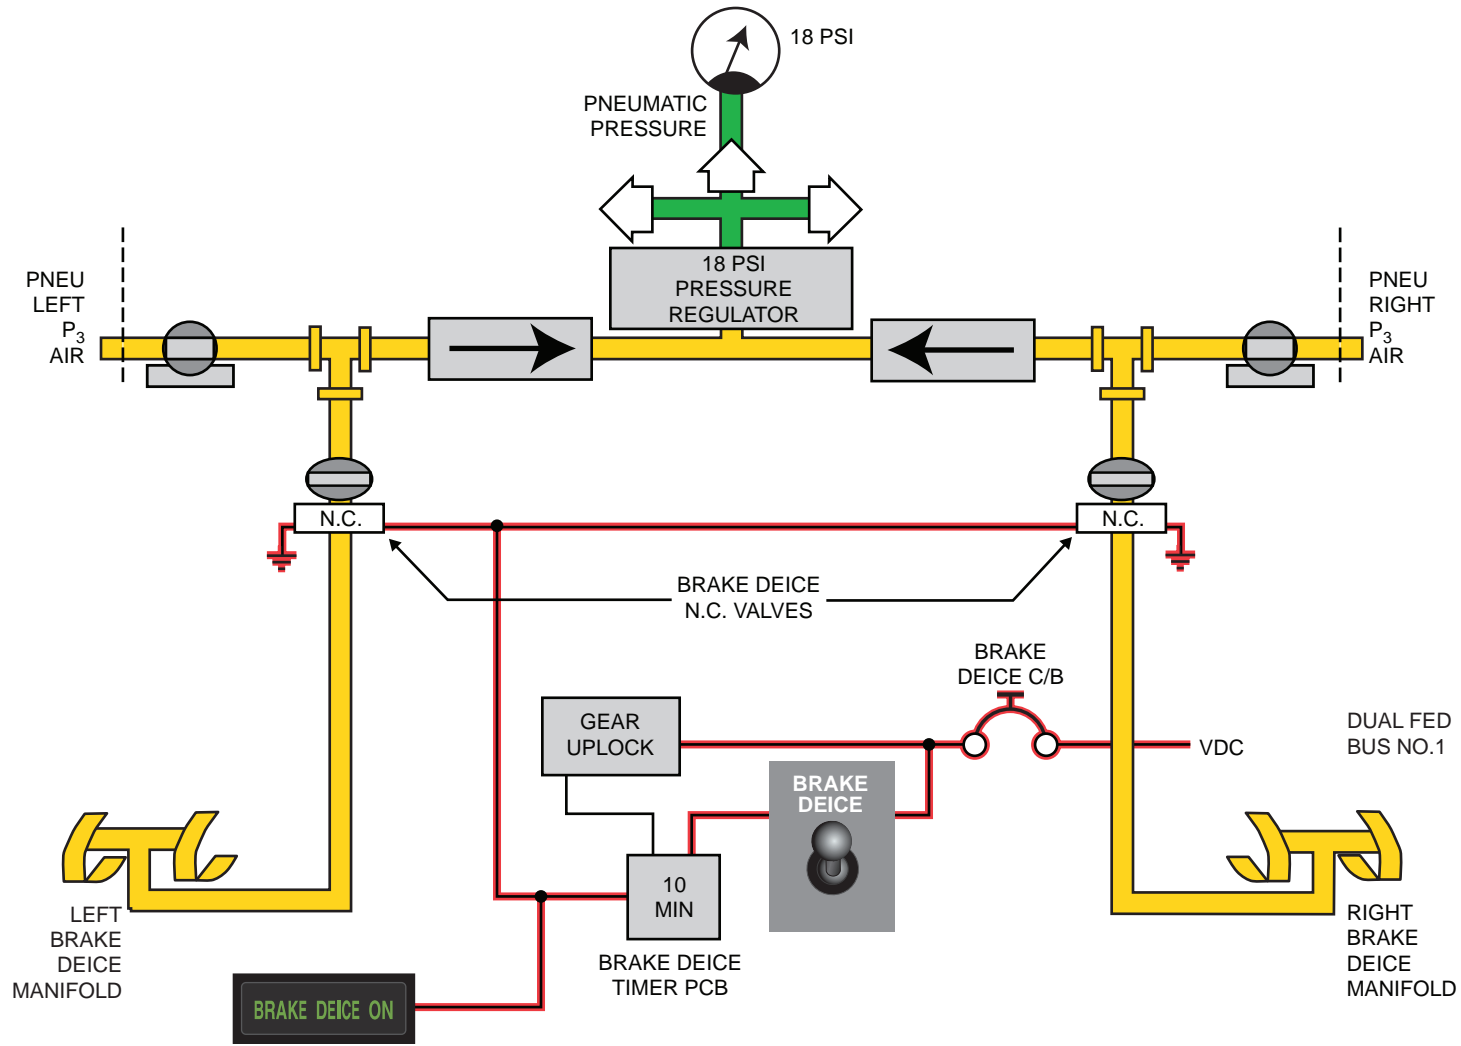 18 PSI
PNEUMATIC
PRESSURE
18 PSI
PRESSURE
REGULATOR
PNEU
LEFT
P3
AIR
PNEU
RIGHT
P3
AIR
N.C.
N.C.
BRAKE DEICE
N.C. VALVES
BRAKE
DEICE C/B
GEAR
UPLOCK
DUAL FED
BUS NO.1
VDC
BRAKE
DEICE
10
MIN
BRAKE DEICE
TIMER PCB
LEFT
BRAKE
DEICE
MANIFOLD
RIGHT
BRAKE
DEICE
MANIFOLD
BRAKE DEICE ON